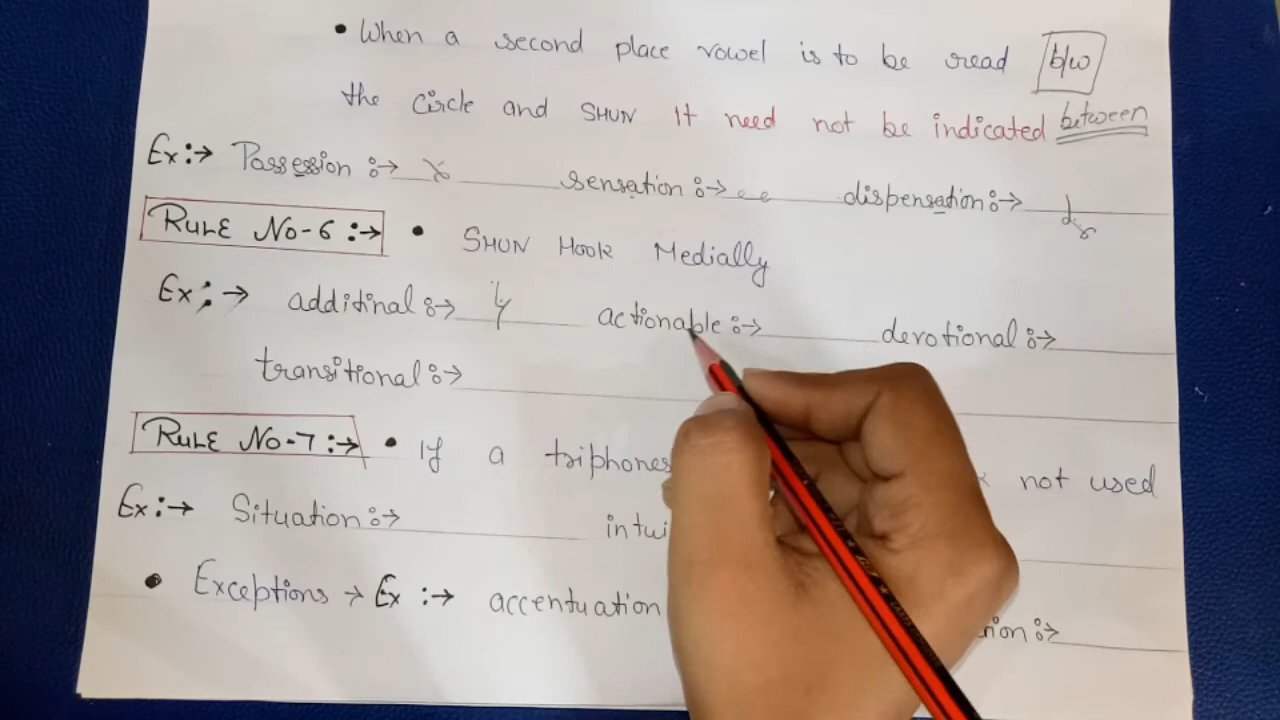 • When a second place vowel is to be read b/w
the Circle and SHUN It need not be indicated between
Ex:→ Possession :→ sensation :→ dispensation :→
RULE NO-6 :→ • SHUN HOOK Medially
Ex:→ additinal :→ actionable :→ devotional :→
transitional :→
RULE NO-7 :→ • If a triphones not used
Ex:→ Situation :→ intui
• Exceptions → Ex :→ accentuation :→